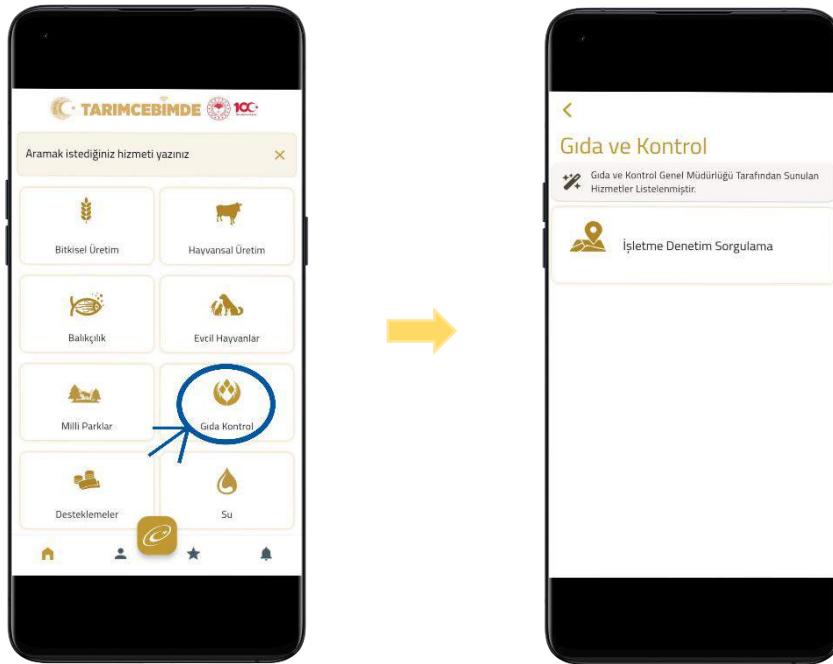 TARIMCEBİMDE
Aramak istediğiniz hizmeti yazınız
Bitkisel Üretim
Hayvansal Üretim
Balıkçılık
Evcil Hayvanlar
Milli Parklar
Gıda Kontrol
Desteklemeler
Su
Gıda ve Kontrol
Gıda ve Kontrol Genel Müdürlüğü Tarafından Sunulan
Hizmetler Listelenmiştir.
İşletme Denetim Sorgulama